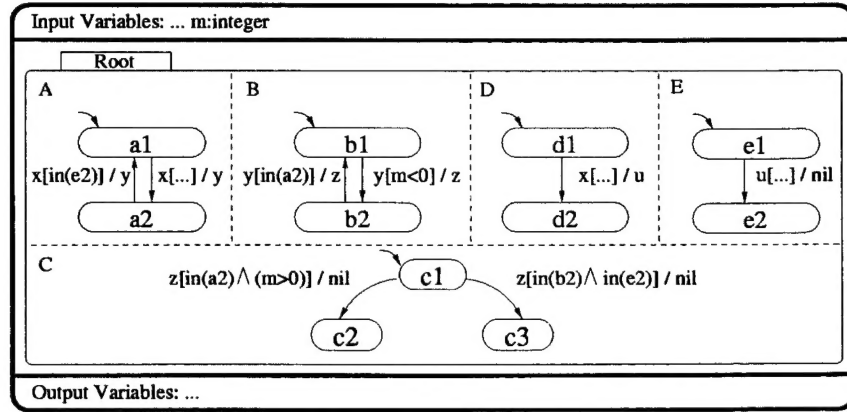 Input Variables: ... m:integer
Root
A B D E
a1 b1 d1 e1
x[in(e2)] / y x[...] / y y[in(a2)] / z y[m<0] / z x[...] / u u[...] / nil
a2 b2 d2 e2
C
z[in(a2) ∧ (m>0)] / nil c1 z[in(b2) ∧ in(e2)] / nil
c2 c3
Output Variables: ...